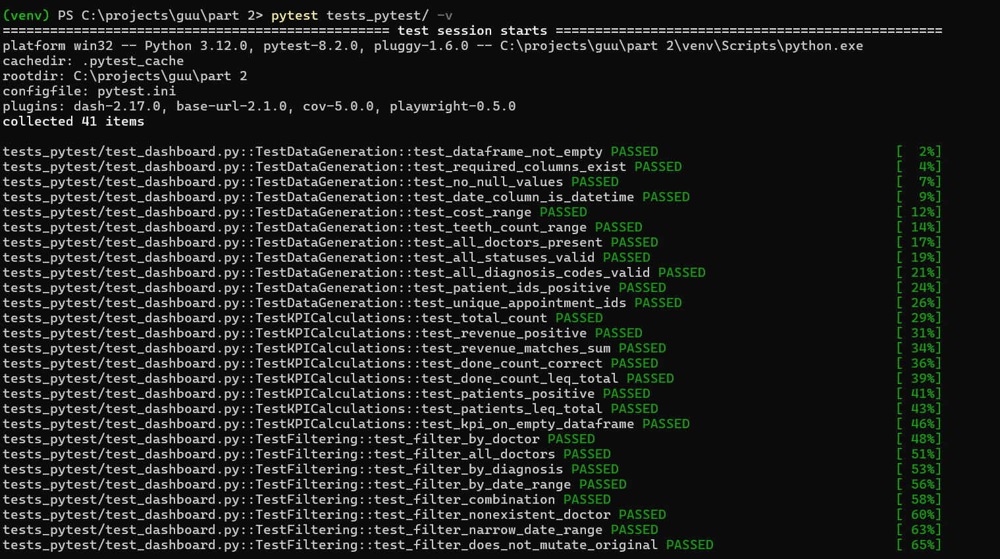 (venv) PS C:\projects\guu\part 2> pytest tests_pytest/ -v
================================================= test session starts =================================================
platform win32 -- Python 3.12.0, pytest-8.2.0, pluggy-1.6.0 -- C:\projects\guu\part 2\venv\Scripts\python.exe
cachedir: .pytest_cache
rootdir: C:\projects\guu\part 2
configfile: pytest.ini
plugins: dash-2.17.0, base-url-2.1.0, cov-5.0.0, playwright-0.5.0
collected 41 items

tests_pytest/test_dashboard.py::TestDataGeneration::test_dataframe_not_empty PASSED                              [  2%]
tests_pytest/test_dashboard.py::TestDataGeneration::test_required_columns_exist PASSED                           [  4%]
tests_pytest/test_dashboard.py::TestDataGeneration::test_no_null_values PASSED                                   [  7%]
tests_pytest/test_dashboard.py::TestDataGeneration::test_date_column_is_datetime PASSED                          [  9%]
tests_pytest/test_dashboard.py::TestDataGeneration::test_cost_range PASSED                                       [ 12%]
tests_pytest/test_dashboard.py::TestDataGeneration::test_teeth_count_range PASSED                                [ 14%]
tests_pytest/test_dashboard.py::TestDataGeneration::test_all_doctors_present PASSED                              [ 17%]
tests_pytest/test_dashboard.py::TestDataGeneration::test_all_statuses_valid PASSED                               [ 19%]
tests_pytest/test_dashboard.py::TestDataGeneration::test_all_diagnosis_codes_valid PASSED                        [ 21%]
tests_pytest/test_dashboard.py::TestDataGeneration::test_patient_ids_positive PASSED                             [ 24%]
tests_pytest/test_dashboard.py::TestDataGeneration::test_unique_appointment_ids PASSED                           [ 26%]
tests_pytest/test_dashboard.py::TestKPICalculations::test_total_count PASSED                                     [ 29%]
tests_pytest/test_dashboard.py::TestKPICalculations::test_revenue_positive PASSED                                [ 31%]
tests_pytest/test_dashboard.py::TestKPICalculations::test_revenue_matches_sum PASSED                             [ 34%]
tests_pytest/test_dashboard.py::TestKPICalculations::test_done_count_correct PASSED                              [ 36%]
tests_pytest/test_dashboard.py::TestKPICalculations::test_done_count_leq_total PASSED                            [ 39%]
tests_pytest/test_dashboard.py::TestKPICalculations::test_patients_positive PASSED                               [ 41%]
tests_pytest/test_dashboard.py::TestKPICalculations::test_patients_leq_total PASSED                              [ 43%]
tests_pytest/test_dashboard.py::TestKPICalculations::test_kpi_on_empty_dataframe PASSED                          [ 46%]
tests_pytest/test_dashboard.py::TestFiltering::test_filter_by_doctor PASSED                                      [ 48%]
tests_pytest/test_dashboard.py::TestFiltering::test_filter_all_doctors PASSED                                    [ 51%]
tests_pytest/test_dashboard.py::TestFiltering::test_filter_by_diagnosis PASSED                                   [ 53%]
tests_pytest/test_dashboard.py::TestFiltering::test_filter_by_date_range PASSED                                  [ 56%]
tests_pytest/test_dashboard.py::TestFiltering::test_filter_combination PASSED                                    [ 58%]
tests_pytest/test_dashboard.py::TestFiltering::test_filter_nonexistent_doctor PASSED                             [ 60%]
tests_pytest/test_dashboard.py::TestFiltering::test_filter_narrow_date_range PASSED                              [ 63%]
tests_pytest/test_dashboard.py::TestFiltering::test_filter_does_not_mutate_original PASSED                       [ 65%]